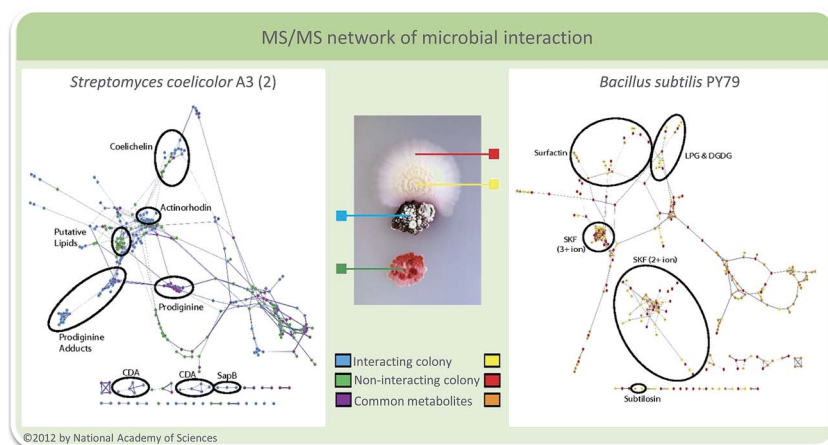 MS/MS network of microbial interaction
Streptomyces coelicolor A3 (2)
Coelichelin
Actinorhodin
Putative
Lipids
Prodiginine
Prodiginine
Adducts
CDA
CDA
SapB
Interacting colony
Non-interacting colony
Common metabolites
Bacillus subtilis PY79
Surfactin
LPG & DGDG
SKF
(3+ion)
SKF (2+ion)
Subtilosin
©2012 by National Academy of Sciences